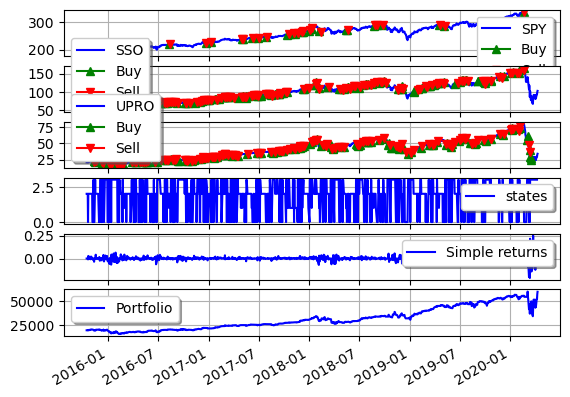 300
200
SPY
Buy
Sell
150
100
50
SSO
Buy
Sell
75
50
25
UPRO
Buy
Sell
2.5
0.0
states
0.25
0.00
Simple returns
50000
25000
Portfolio
2016-01
2016-07
2017-01
2017-07
2018-01
2018-07
2019-01
2019-07
2020-01